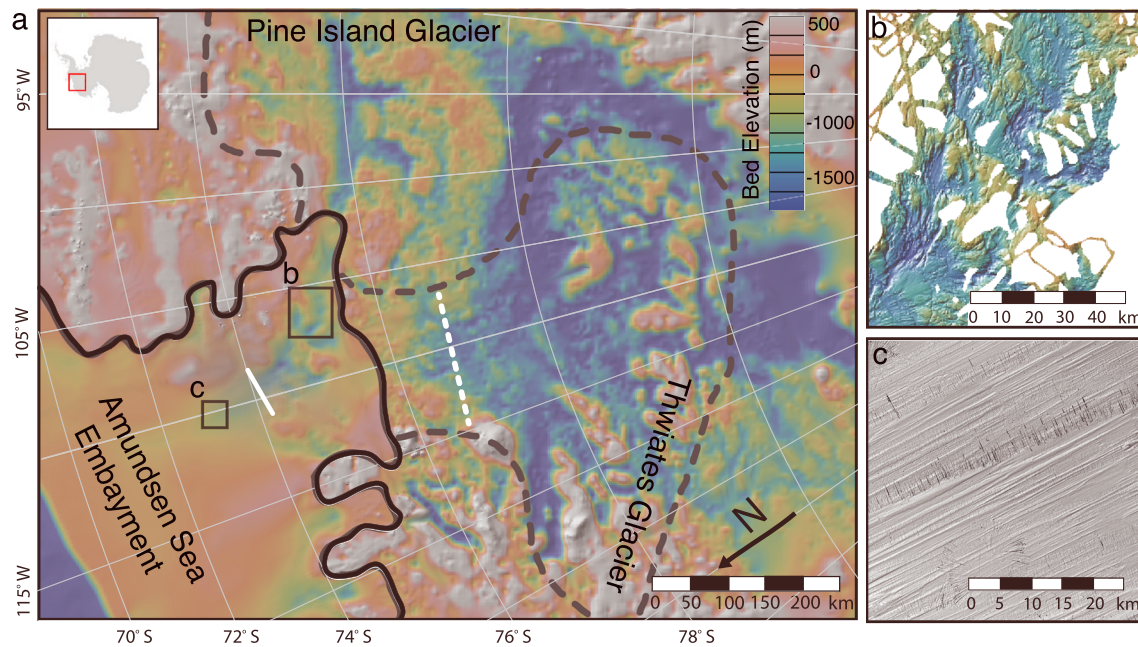 a
Pine Island Glacier
500
0
-1000
-1500
Bed Elevation (m)
95° W
105° W
115° W
b
c
Amundsen Sea
Embayment
Thwiates Glacier
N
0 50 100 150 200 km
70° S 72° S 74° S 76° S 78° S
b
0 10 20 30 40
km
c
0 5 10 15 20 km